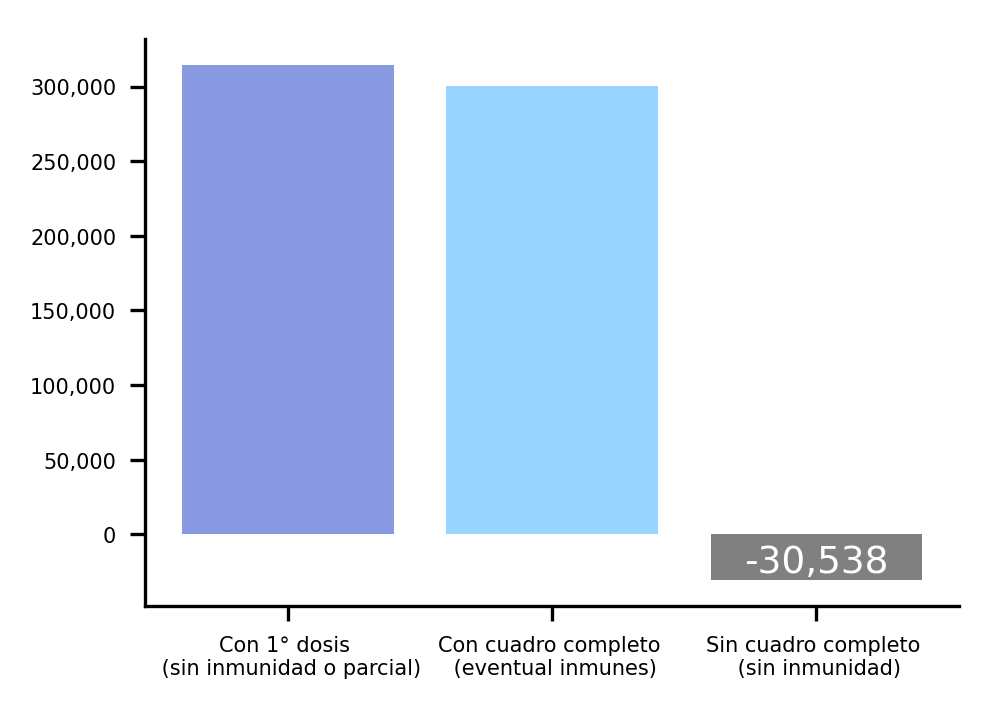 300,000
250,000
200,000
150,000
100,000
50,000
0
-30,538
Con 1° dosis
(sin inmunidad o parcial)
Con cuadro completo
(eventual inmunes)
Sin cuadro completo
(sin inmunidad)